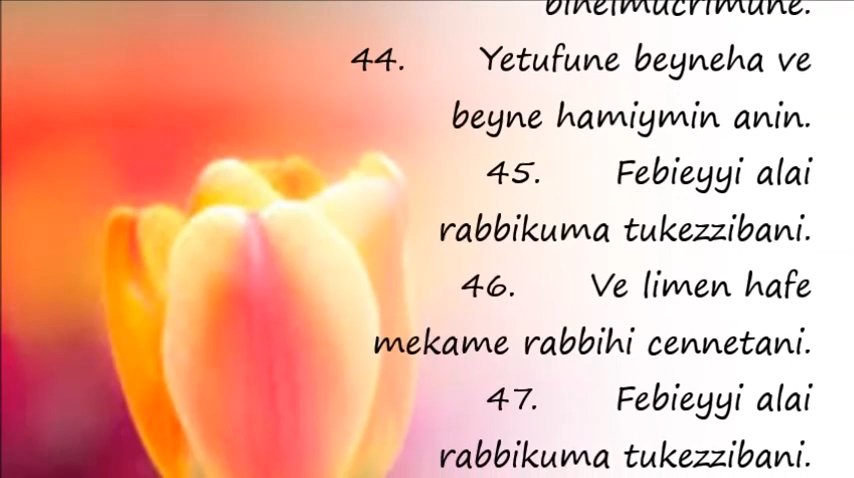 binelmucrimune.
44. Yetufune beyneha ve
beyne hamiymin anin.
45. Febieyyi alai
rabbikuma tukezzibani.
46. Ve limen hafe
mekame rabbihi cennetani.
47. Febieyyi alai
rabbikuma tukezzibani.